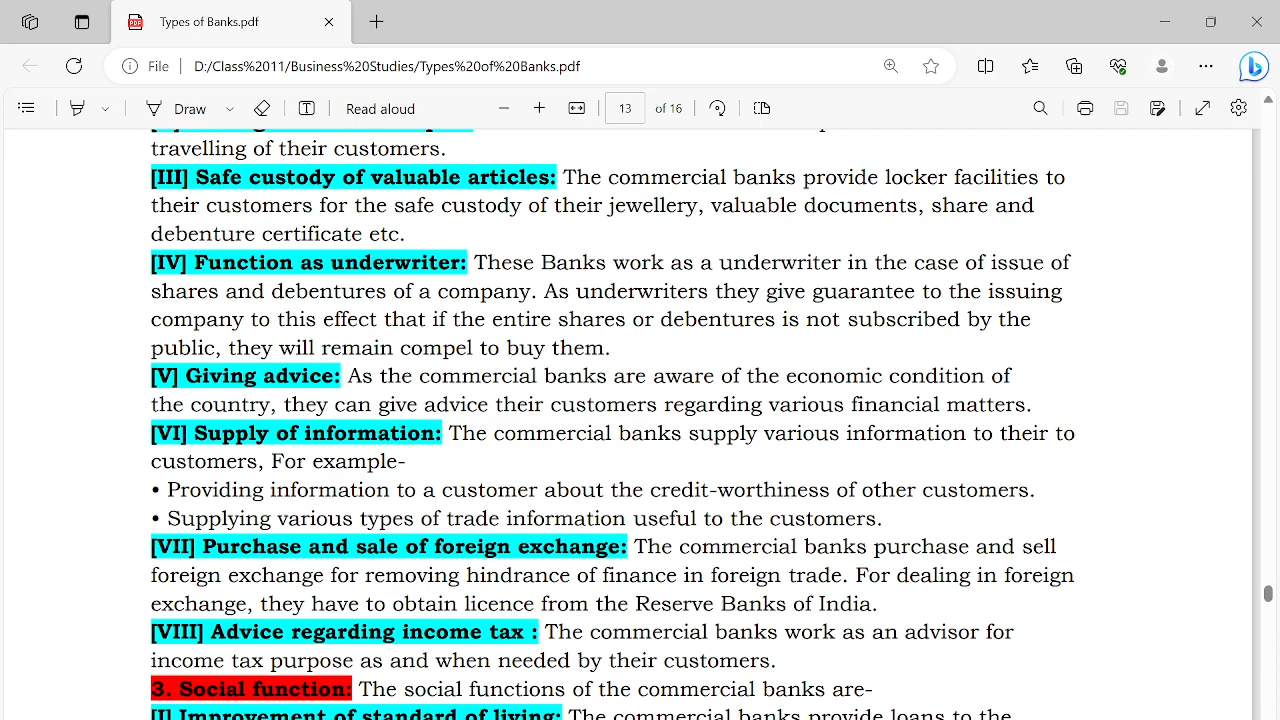 Types of Banks.pdf
File | D:/Class%2011/Business%20Studies/Types%20of%20Banks.pdf
Draw Read aloud 13 of 16
travelling of their customers.
[III] Safe custody of valuable articles: The commercial banks provide locker facilities to
their customers for the safe custody of their jewellery, valuable documents, share and
debenture certificate etc.
[IV] Function as underwriter: These Banks work as a underwriter in the case of issue of
shares and debentures of a company. As underwriters they give guarantee to the issuing
company to this effect that if the entire shares or debentures is not subscribed by the
public, they will remain compel to buy them.
[V] Giving advice: As the commercial banks are aware of the economic condition of
the country, they can give advice their customers regarding various financial matters.
[VI] Supply of information: The commercial banks supply various information to their to
customers, For example-
• Providing information to a customer about the credit-worthiness of other customers.
• Supplying various types of trade information useful to the customers.
[VII] Purchase and sale of foreign exchange: The commercial banks purchase and sell
foreign exchange for removing hindrance of finance in foreign trade. For dealing in foreign
exchange, they have to obtain licence from the Reserve Banks of India.
[VIII] Advice regarding income tax : The commercial banks work as an advisor for
income tax purpose as and when needed by their customers.
3. Social function: The social functions of the commercial banks are-
[I] Improvement of standard of living: The commercial banks provide loans to the